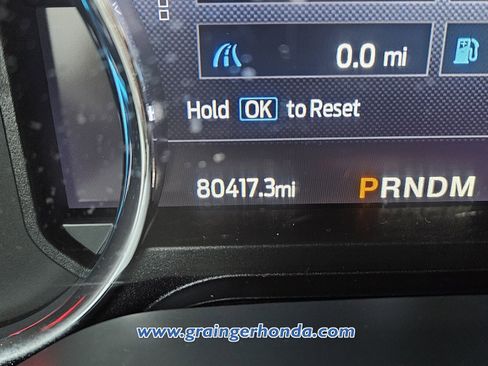 0.0 mi
Hold OK to Reset
80417.3mi PRNDM
www.graingerhonda.com